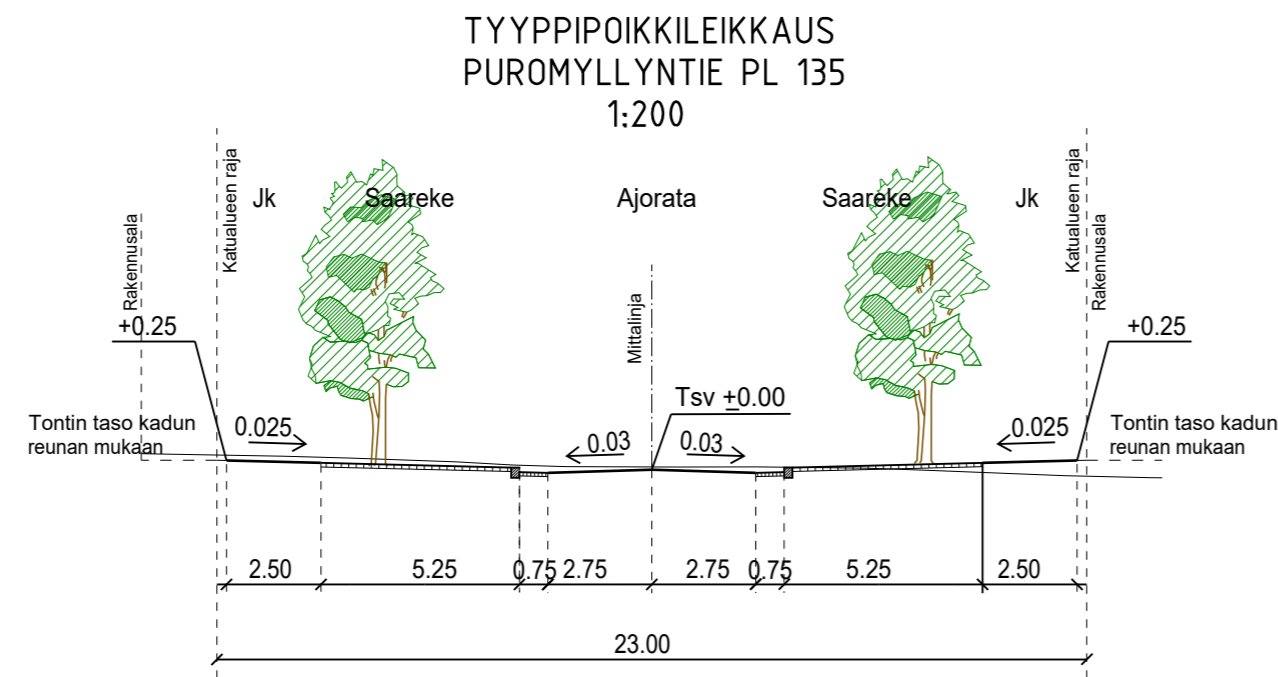 TYYPPIPOIKKILEIKKAUS
PUROMYLLYNTIE PL 135
1:200
Rakennusala
Katualueen raja
Jk
Saareke
Ajorata
Saareke
Jk
Katualueen raja
Rakennusala
Mittalinja
+0.25
+0.25
Tsv ±0.00
Tontin taso kadun
reunan mukaan
0.025
0.03
0.03
0.025
Tontin taso kadun
reunan mukaan
2.50
5.25
0.75
2.75
2.75
0.75
5.25
2.50
23.00